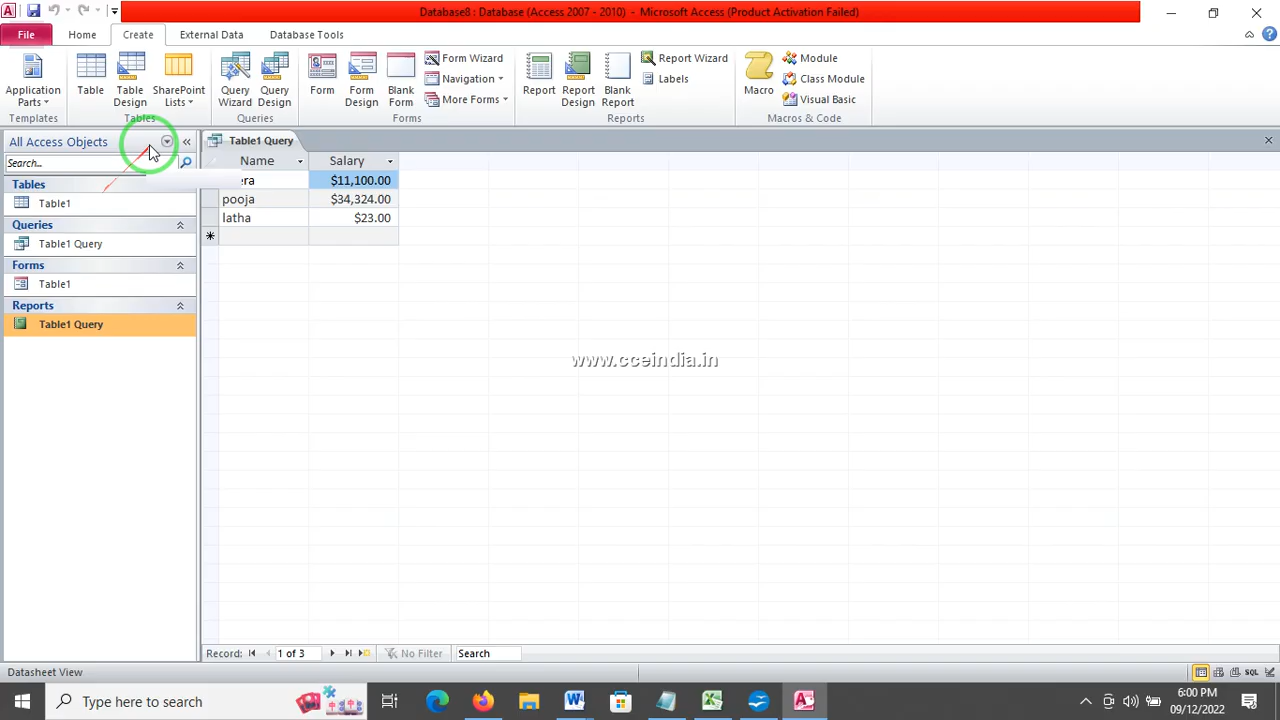 Database8 : Database (Access 2007 - 2010) - Microsoft Access (Product Activation Failed)
File Home Create External Data Database Tools
Application Parts
Table
Table Design
SharePoint Lists
Query Wizard
Query Design
Form
Form Design
Blank Form
Form Wizard
Navigation
More Forms
Report
Report Design
Blank Report
Report Wizard
Labels
Macro
Module
Class Module
Visual Basic
Templates Tables Queries Forms Reports Macros & Code
All Access Objects
Search...
Tables
Table1
Queries
Table1 Query
Forms
Table1
Reports
Table1 Query
Table1 Query
Name Salary
$11,100.00
pooja $34,324.00
latha $23.00
www.cceindia.in
Record: 1 of 3 No Filter Search
Datasheet View
SQL
Type here to search
6:00 PM
09/12/2022